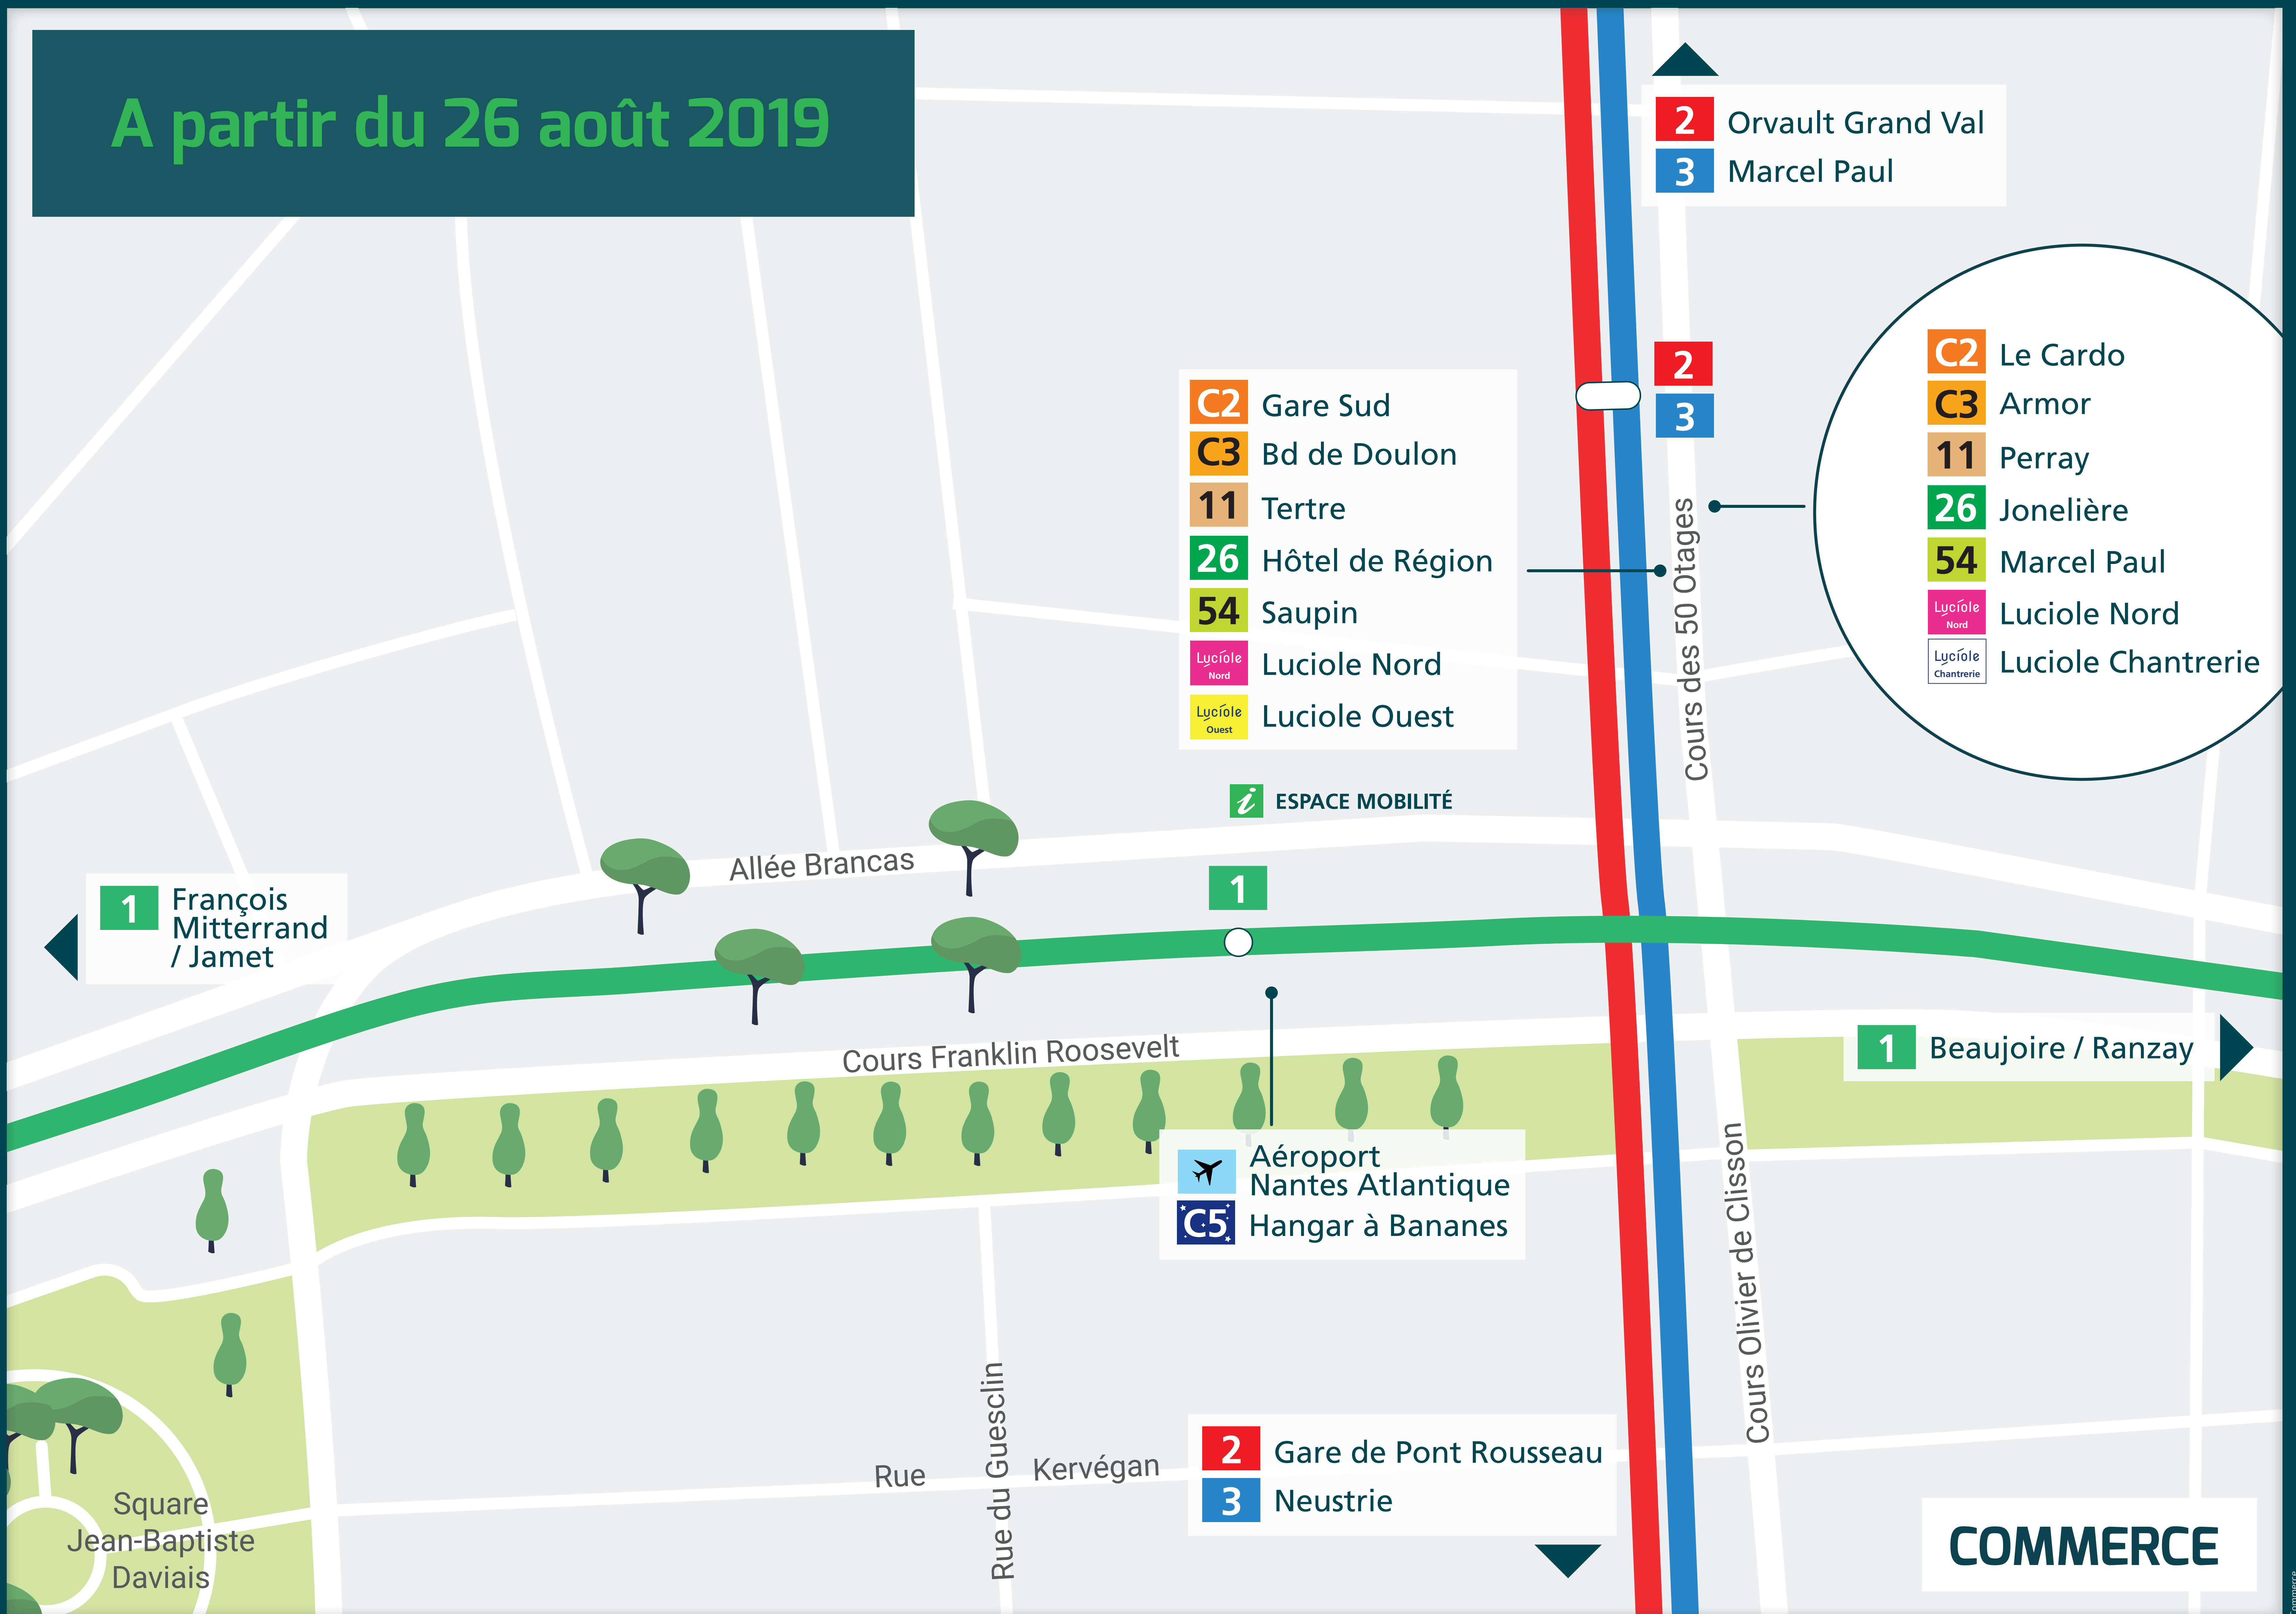 A partir du 26 août 2019
2 Orvault Grand Val
3 Marcel Paul
2
3
C2 Gare Sud
C3 Bd de Doulon
11 Tertre
26 Hôtel de Région
54 Saupin
Luciole Nord Luciole Nord
Luciole Ouest Luciole Ouest
C2 Le Cardo
C3 Armor
11 Perray
26 Jonelière
54 Marcel Paul
Luciole Nord Luciole Nord
Luciole Chantrerie Luciole Chantrerie
Cours des 50 Otages
i ESPACE MOBILITÉ
Allée Brancas
1
1 François
Mitterrand
/ Jamet
Cours Franklin Roosevelt
1 Beaujoire / Ranzay
Aéroport
Nantes Atlantique
C5 Hangar à Bananes
Cours Olivier de Clisson
Rue du Guesclin
Rue Kervégan
2 Gare de Pont Rousseau
3 Neustrie
Square
Jean-Baptiste
Daviais
COMMERCE